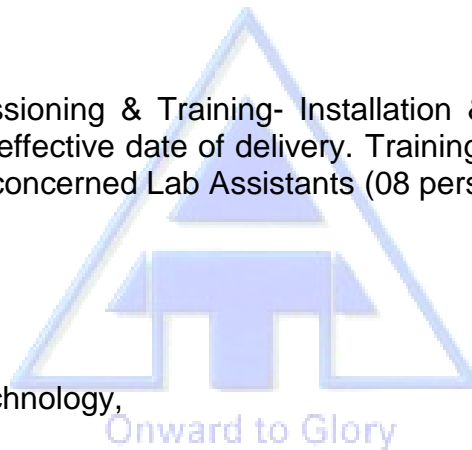 ssioning & Training- Installation &
effective date of delivery. Training
concerned Lab Assistants (08 pers
chnology,
Onward to Glory